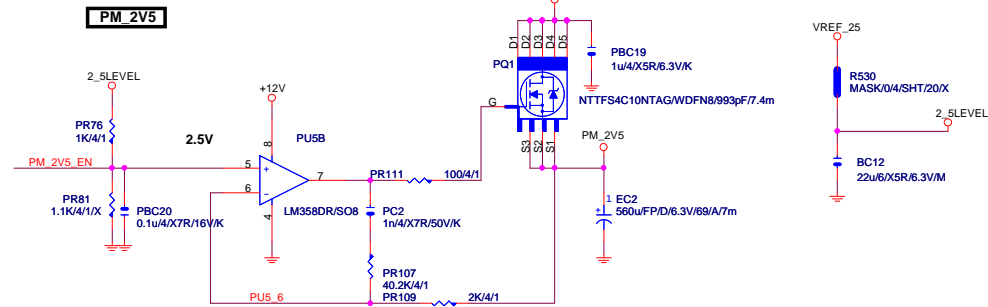 PM_2V5
2_5LEVEL
PR76
1K/4/1
PM_2V5_EN
PR81
1.1K/4/1/X
PBC20
0.1u/4/X7R/16V/K
2.5V
+12V
8
PU5B
5
+
6
-
7
4
LM358DR/SO8
PR111
100/4/1
PC2
1n/4/X7R/50V/K
PR107
40.2K/4/1
PR109
2K/4/1
PU5_6
D1
D2
D3
D4
D5
PQ1
G
NTTFS4C10NTAG/WDFN8/993pF/7.4m
S3
S2
S1
PBC19
1u/4/X5R/6.3V/K
PM_2V5
1
EC2
560u/FP/D/6.3V/69/A/7m
VREF_25
R530
MASK/0/4/SHT/20/X
2_5LEVEL
BC12
22u/6/X5R/6.3V/M